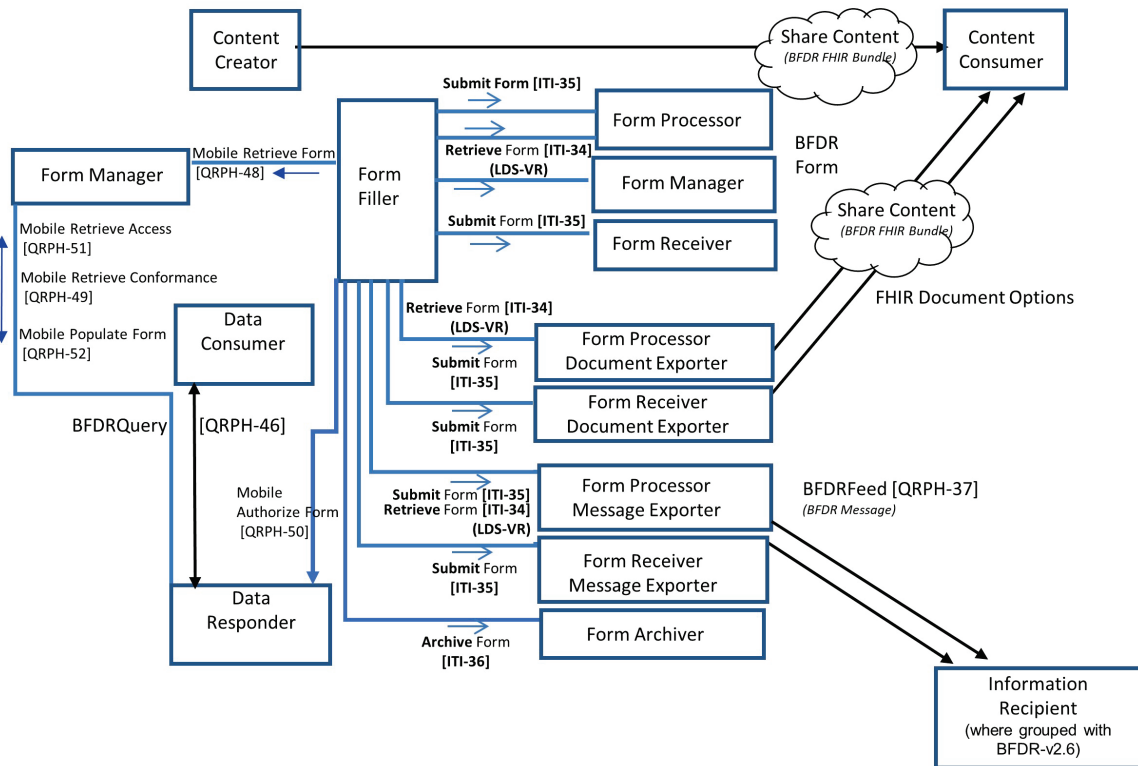 Content
Creator
Share Content
(BFDR FHIR Bundle)
Content
Consumer
Submit Form [ITI-35]
Form Processor
Retrieve Form [ITI-34]
(LDS-VR)
BFDR
Form
Mobile Retrieve Form
[QRPH-48]
Form Manager
Form
Filler
Form Manager
Submit Form [ITI-35]
Form Receiver
Share Content
(BFDR FHIR Bundle)
Mobile Retrieve Access
[QRPH-51]
Mobile Retrieve Conformance
[QRPH-49]
Mobile Populate Form
[QRPH-52]
Data
Consumer
FHIR Document Options
Retrieve Form [ITI-34]
(LDS-VR)
Submit Form
[ITI-35]
Form Processor
Document Exporter
BFDRQuery
[QRPH-46]
Submit Form
[ITI-35]
Form Receiver
Document Exporter
Mobile
Authorize Form
[QRPH-50]
Submit Form [ITI-35]
Retrieve Form [ITI-34]
(LDS-VR)
Form Processor
Message Exporter
BFDRFeed [QRPH-37]
(BFDR Message)
Submit Form
[ITI-35]
Form Receiver
Message Exporter
Data
Responder
Archive Form
[ITI-36]
Form Archiver
Information
Recipient
(where grouped with
BFDR-v2.6)